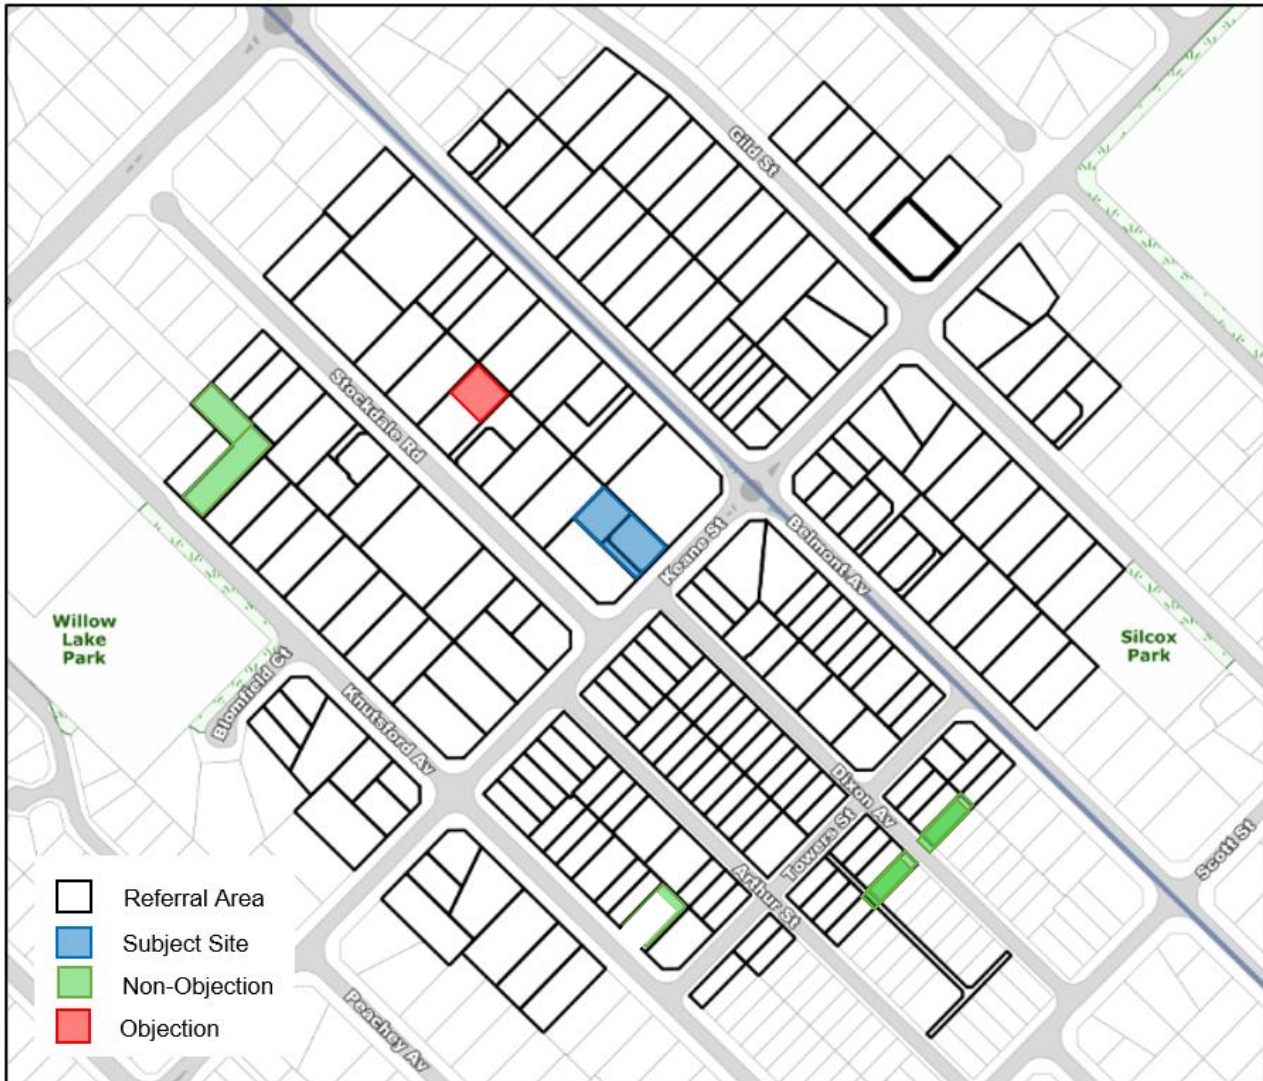 Gild St
Stockdale Rd
Keane St
Belmont Av
Willow
Lake
Park
Silcox
Park
Blomfield Ct
Knutsford Av
Dixon Av
Towers St
Arthur St
Scott St
Peachey Av
Referral Area
Subject Site
Non-Objection
Objection